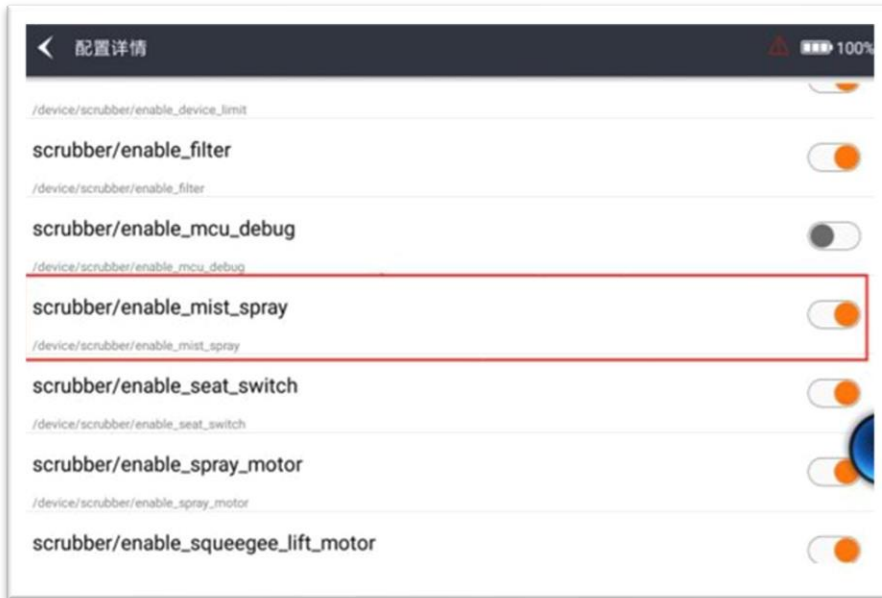 配置详情
100%
/device/scrubber/enable_device_limit
scrubber/enable_filter
/device/scrubber/enable_filter
scrubber/enable_mcu_debug
/device/scrubber/enable_mcu_debug
scrubber/enable_mist_spray
/device/scrubber/enable_mist_spray
scrubber/enable_seat_switch
/device/scrubber/enable_seat_switch
scrubber/enable_spray_motor
/device/scrubber/enable_spray_motor
scrubber/enable_squeegee_lift_motor